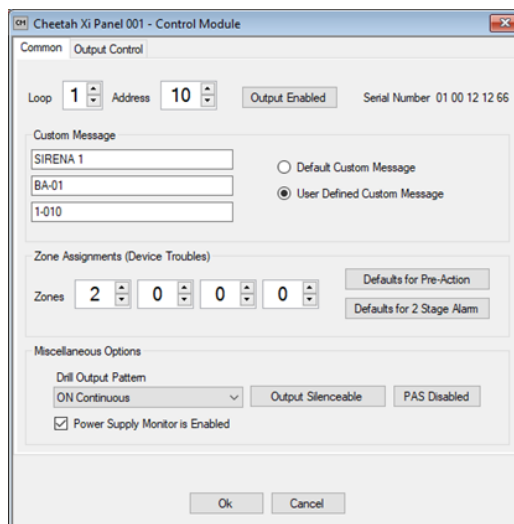 CM Cheetah Xi Panel 001 - Control Module
Common Output Control
Loop 1 Address 10 Output Enabled Serial Number 01 00 12 12 66
Custom Message
SIRENA 1
BA-01
1-010
Default Custom Message
User Defined Custom Message
Zone Assignments (Device Troubles)
Zones 2 0 0 0
Defaults for Pre-Action
Defaults for 2 Stage Alarm
Miscellaneous Options
Drill Output Pattern
ON Continuous Output Silenceable PAS Disabled
Power Supply Monitor is Enabled
Ok Cancel